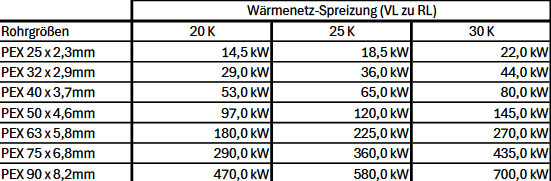 Wärmenetz-Spreizung (VL zu RL)
Rohrgrößen 20 K 25 K 30 K
PEX 25 x 2,3mm 14,5 kW 18,5 kW 22,0 kW
PEX 32 x 2,9mm 29,0 kW 36,0 kW 44,0 kW
PEX 40 x 3,7mm 53,0 kW 65,0 kW 80,0 kW
PEX 50 x 4,6mm 97,0 kW 120,0 kW 145,0 kW
PEX 63 x 5,8mm 180,0 kW 225,0 kW 270,0 kW
PEX 75 x 6,8mm 290,0 kW 360,0 kW 435,0 kW
PEX 90 x 8,2mm 470,0 kW 580,0 kW 700,0 kW